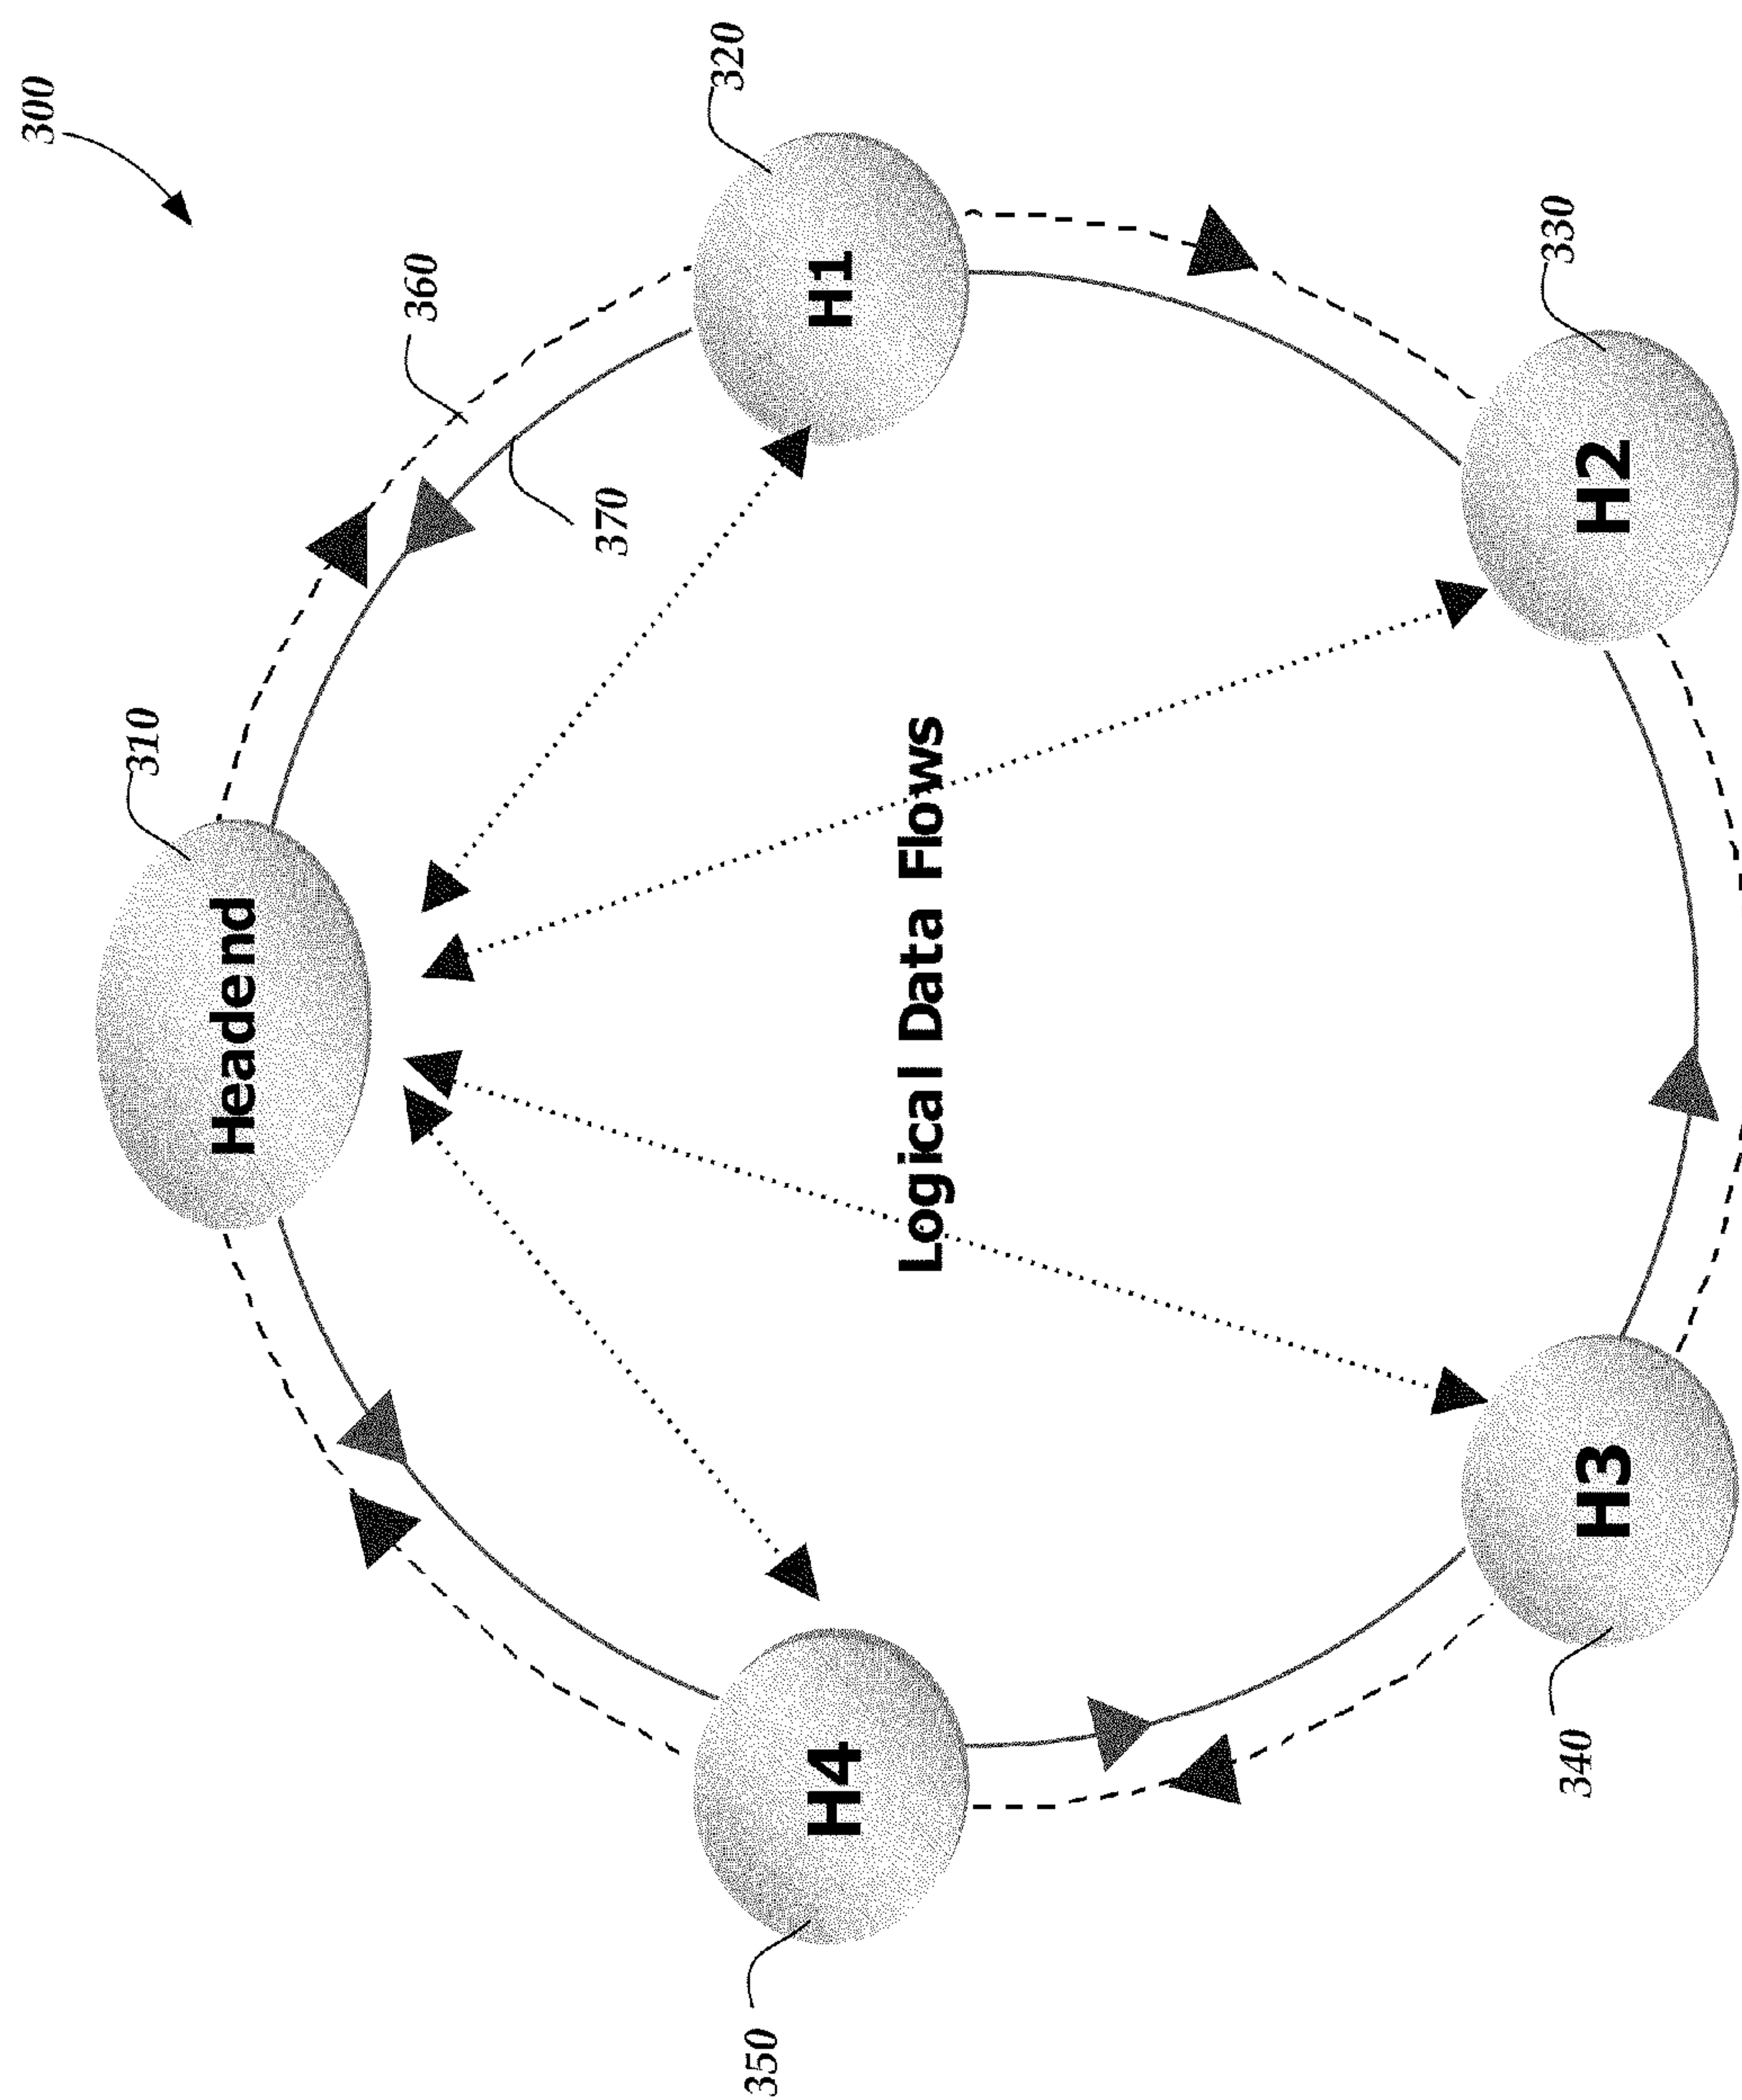 300
320
360
310
Headend
H1
370
330
H2
Logical Data Flows
H4
H3
350
340